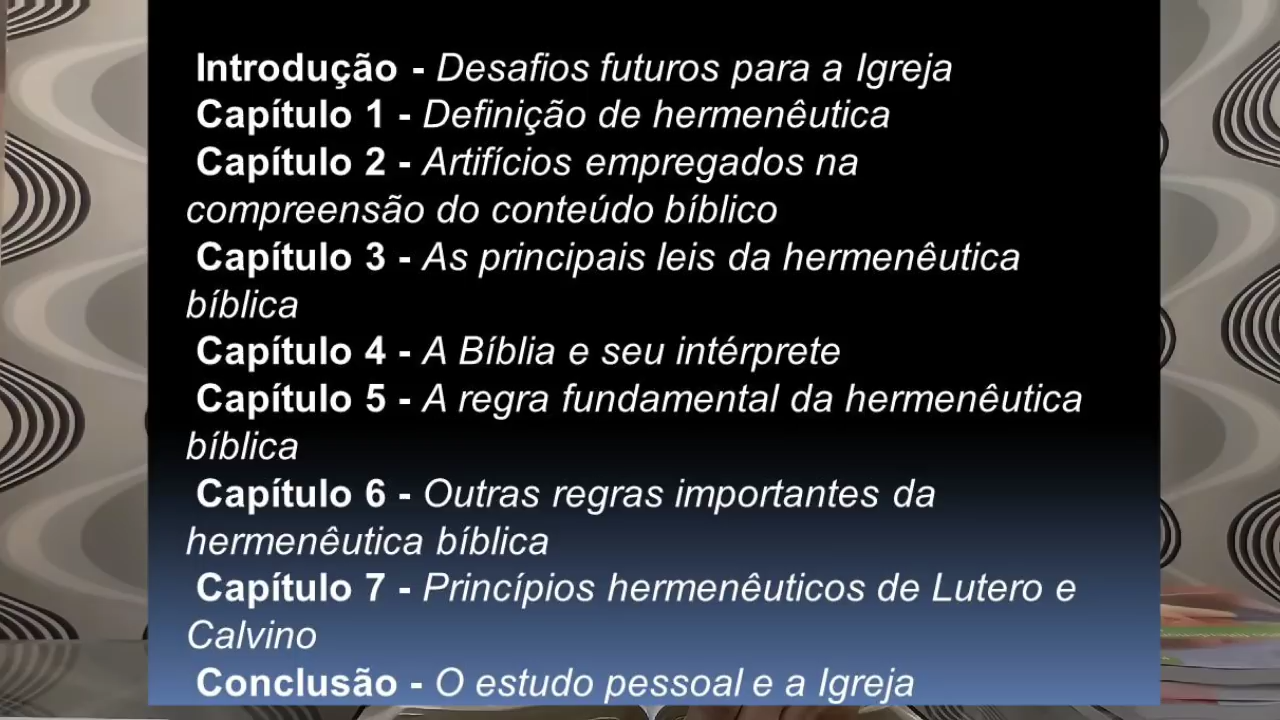 Introdução - Desafios futuros para a Igreja
Capítulo 1 - Definição de hermenêutica
Capítulo 2 - Artifícios empregados na
compreensão do conteúdo bíblico
Capítulo 3 - As principais leis da hermenêutica
bíblica
Capítulo 4 - A Bíblia e seu intérprete
Capítulo 5 - A regra fundamental da hermenêutica
bíblica
Capítulo 6 - Outras regras importantes da
hermenêutica bíblica
Capítulo 7 - Princípios hermenêuticos de Lutero e
Calvino
Conclusão - O estudo pessoal e a Igreja